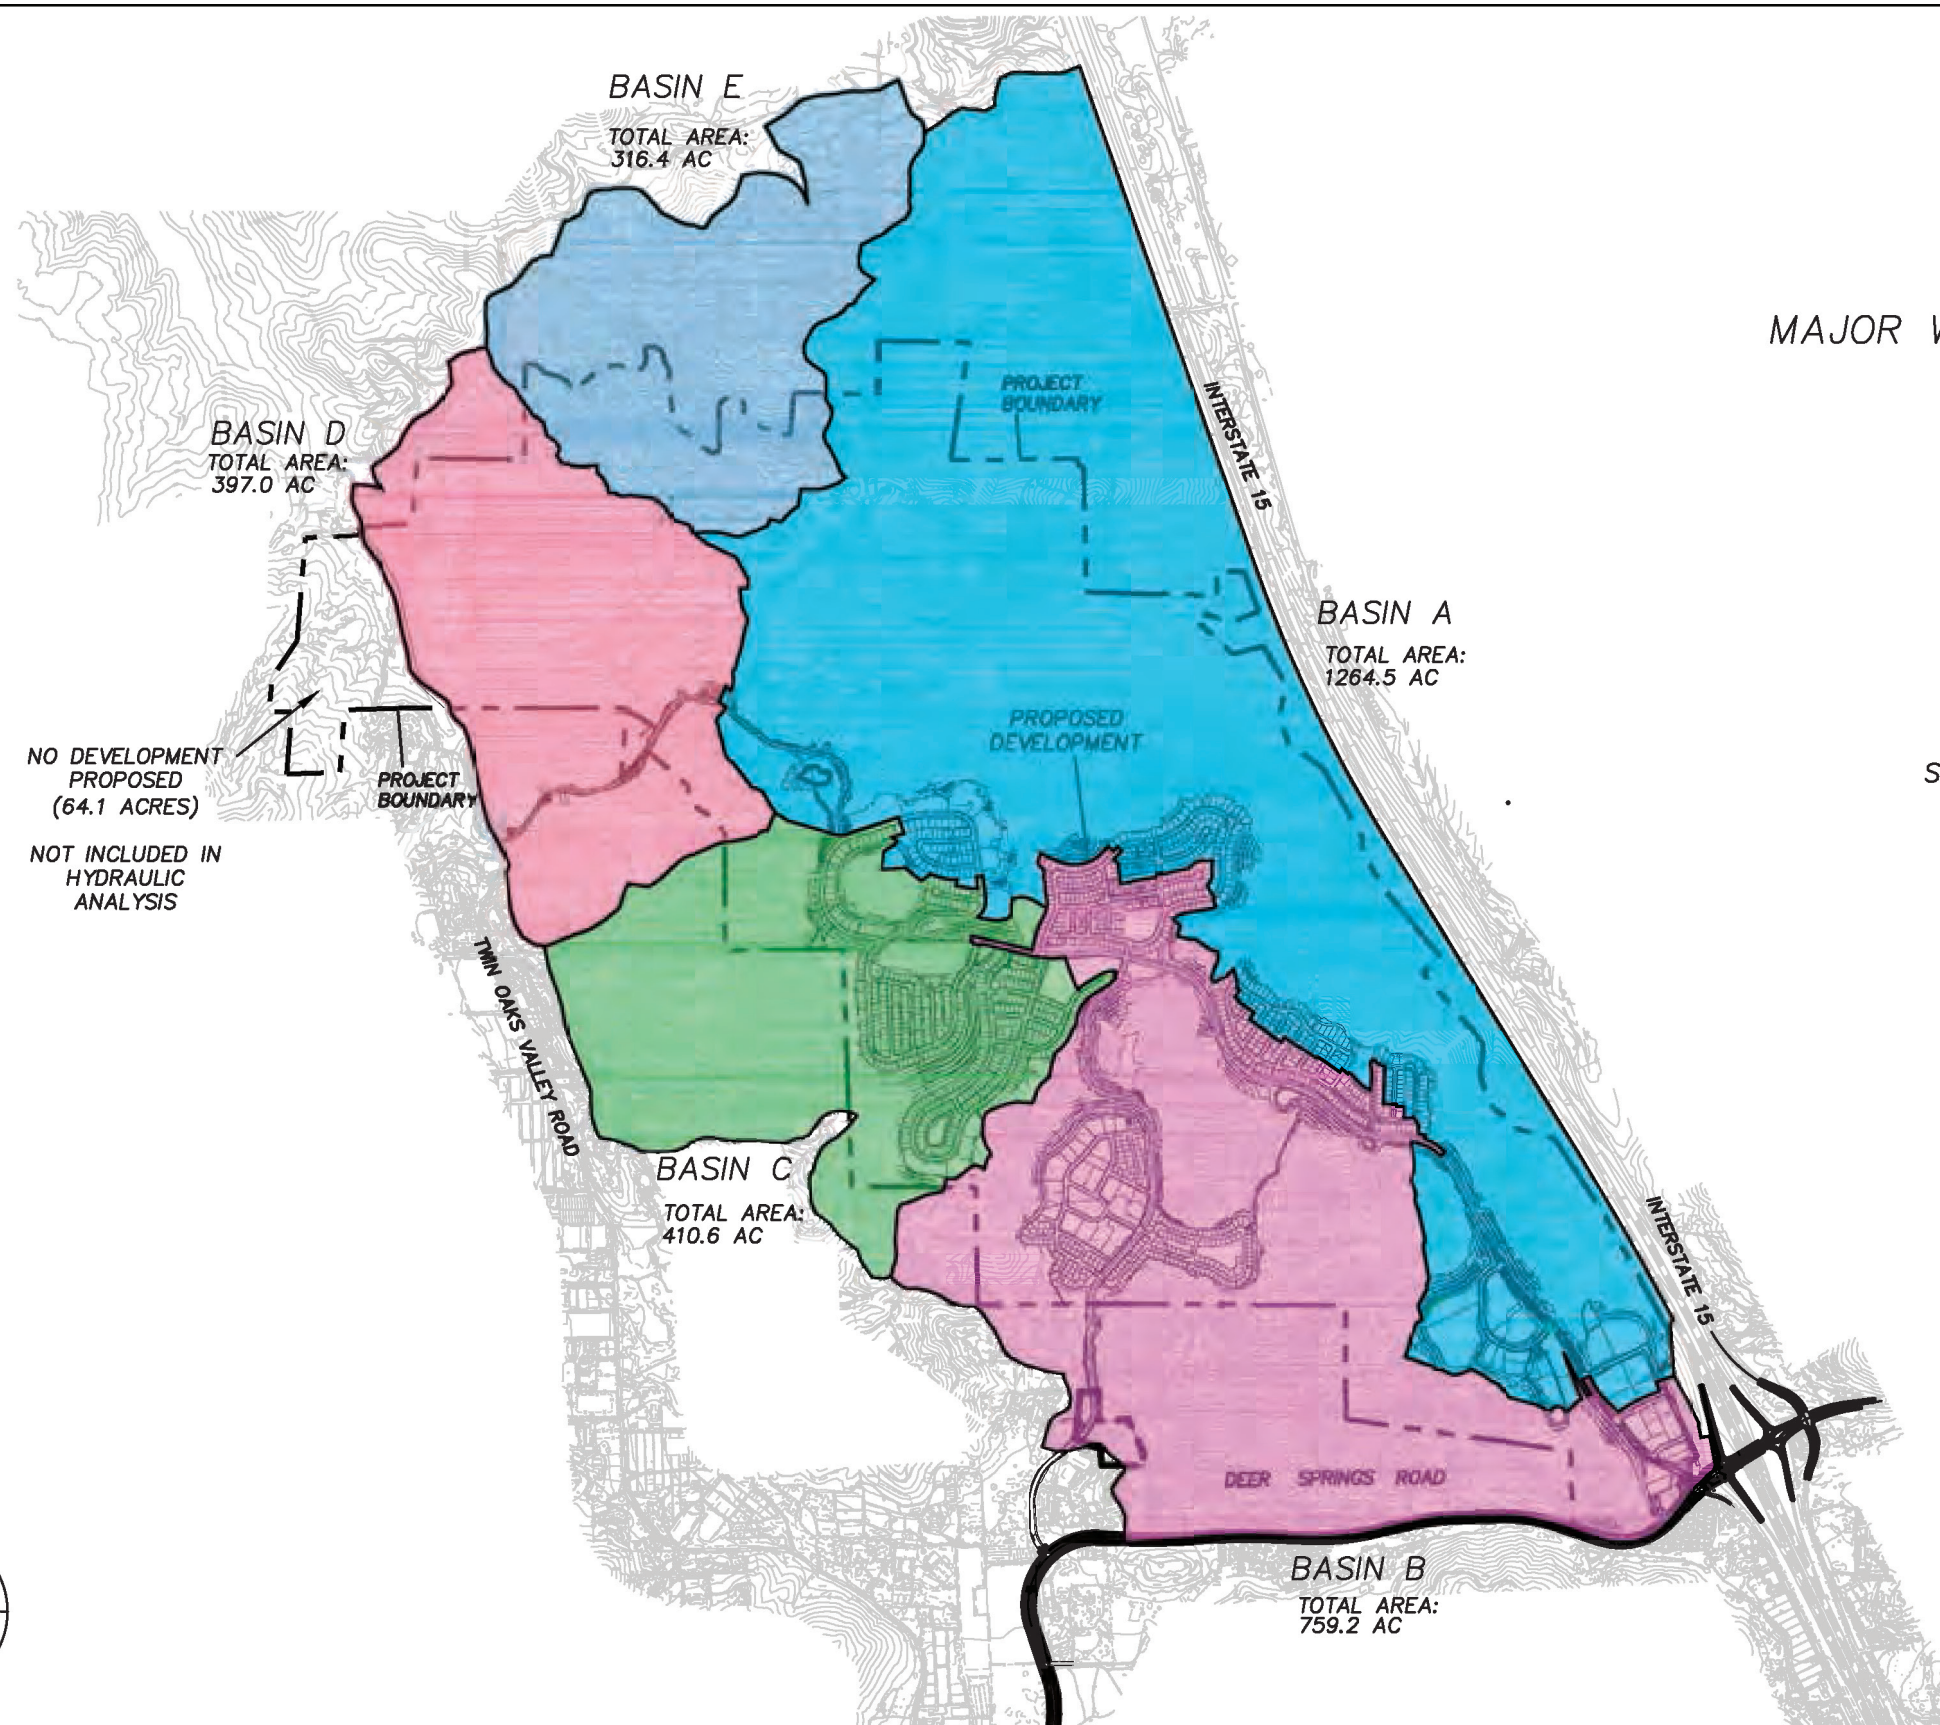 BASIN E
TOTAL AREA:
316.4 AC
MAJOR
PROJECT
BOUNDARY
INTERSTATE 15
BASIN D
TOTAL AREA:
397.0 AC
BASIN A
TOTAL AREA:
1264.5 AC
PROPOSED
DEVELOPMENT
NO DEVELOPMENT
PROPOSED
(64.1 ACRES)
NOT INCLUDED IN
HYDRAULIC
ANALYSIS
PROJECT
BOUNDARY
S
TWIN OAKS VALLEY ROAD
BASIN C
TOTAL AREA:
410.6 AC
INTERSTATE 15
DEER SPRINGS ROAD
BASIN B
TOTAL AREA:
759.2 AC